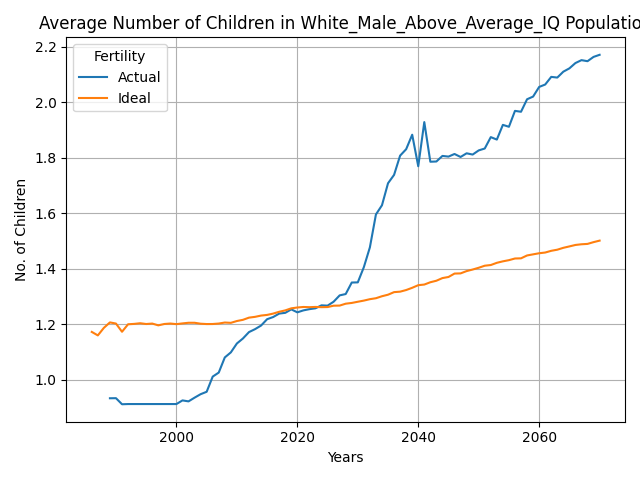 Average Number of Children in White_Male_Above_Average_IQ Populatio
Fertility
Actual
Ideal
2.2
2.0
1.8
1.6
1.4
1.2
1.0
No. of Children
2000
2020
2040
2060
Years